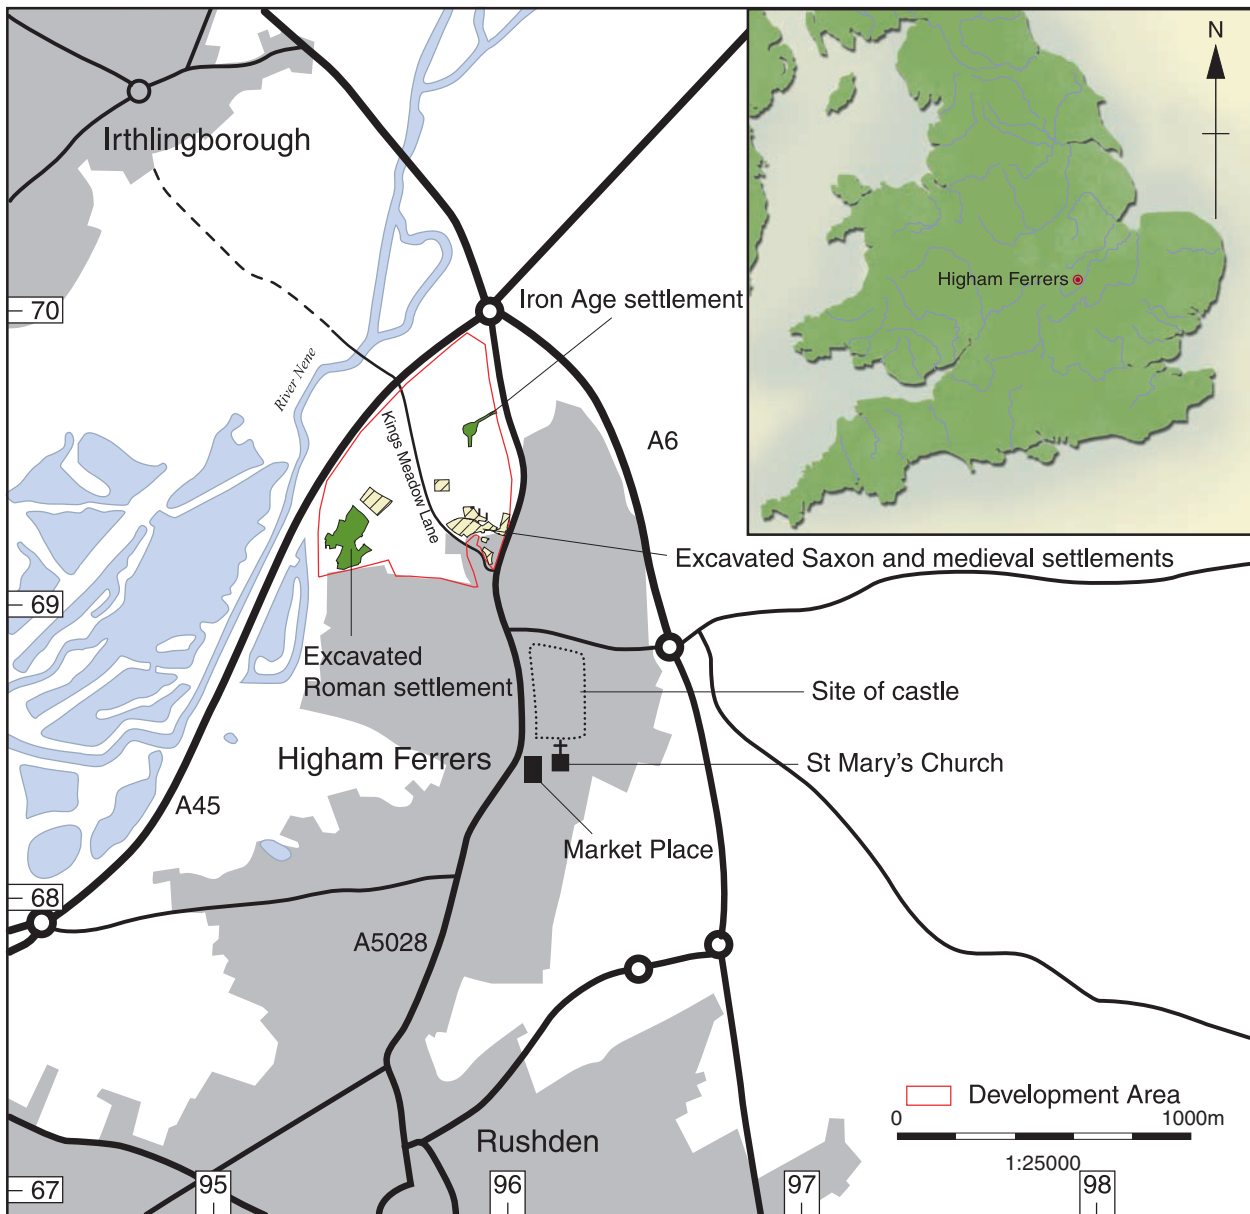 N
Irthlingborough
Higham Ferrers
70
Iron Age settlement
River Nene
A6
Kings Meadow Lane
Excavated Saxon and medieval settlements
69
Excavated
Roman settlement
Site of castle
Higham Ferrers
St Mary's Church
A45
Market Place
68
A5028
Development Area
0
1000m
Rushden
1:25000
67
95
96
97
98